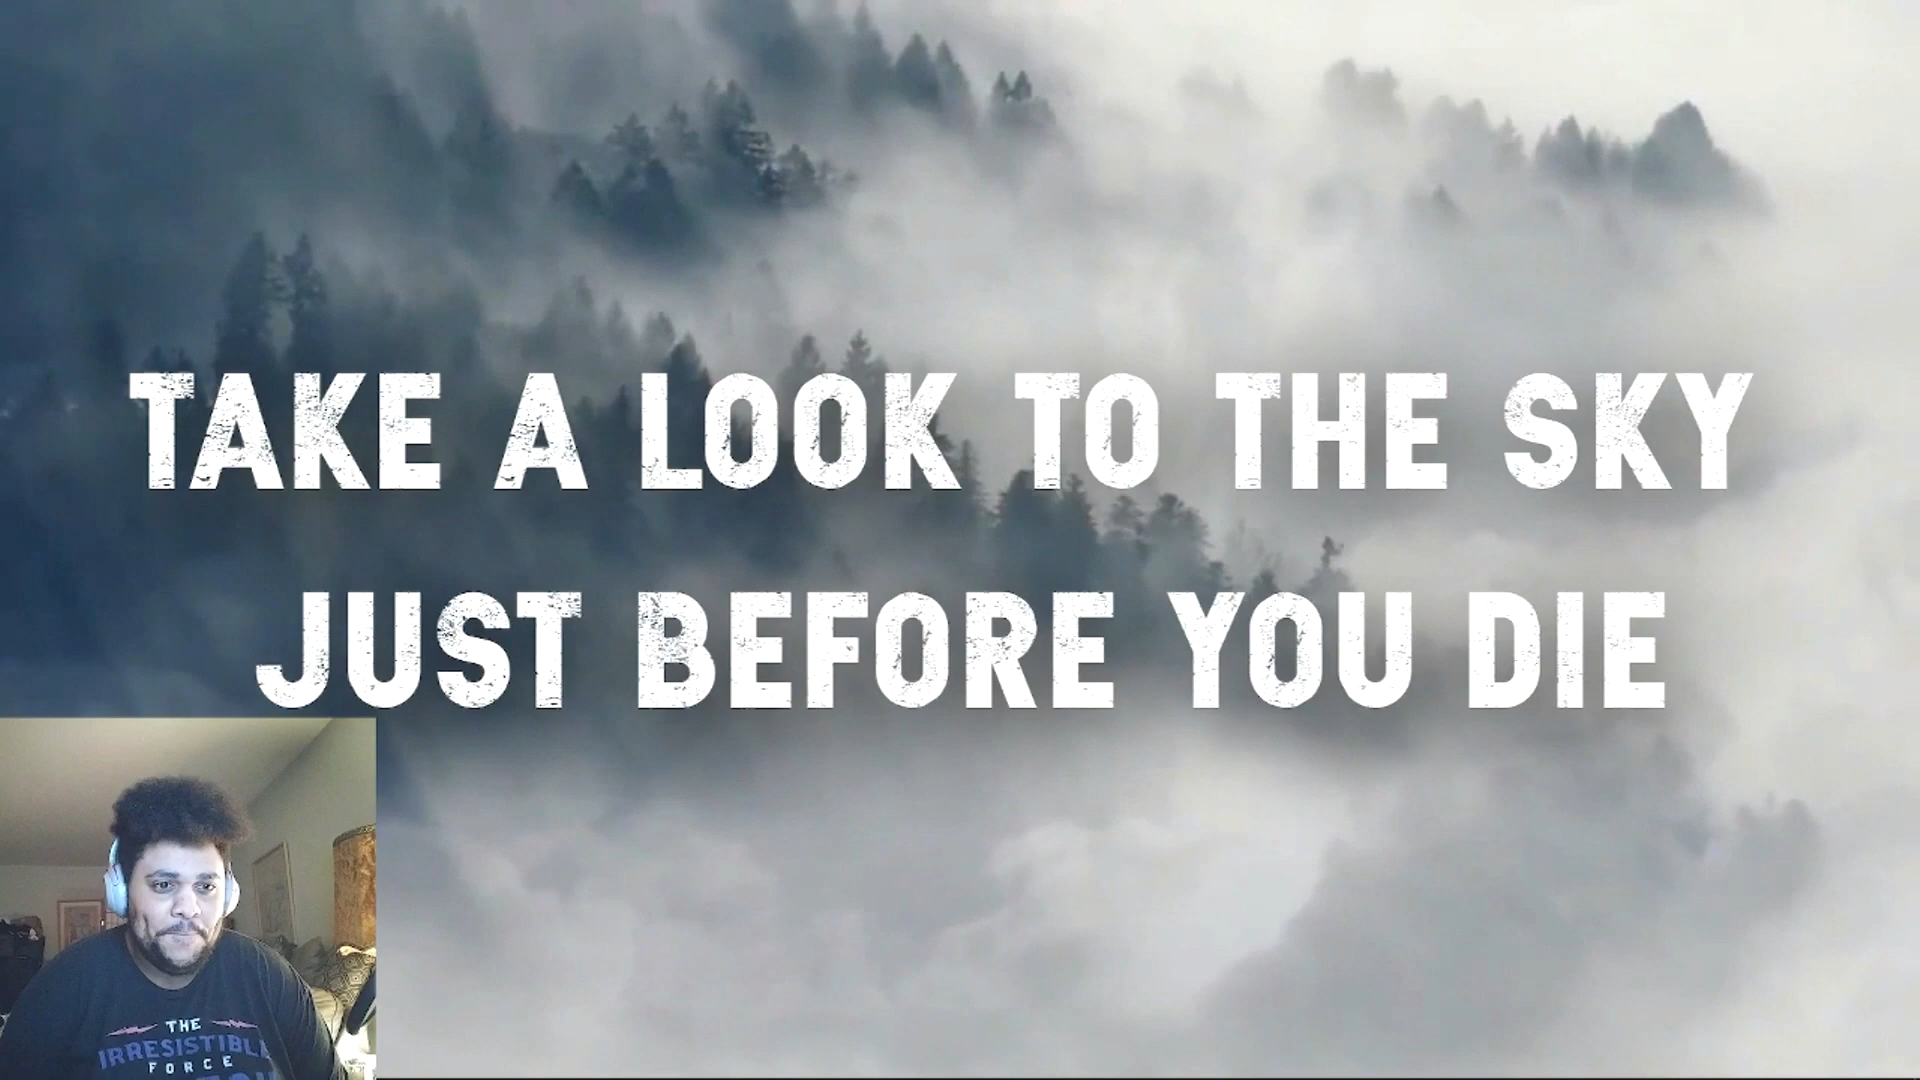 TAKE A LOOK TO THE SKY
JUST BEFORE YOU DIE
THE
IRRESISTIBLE
FORCE